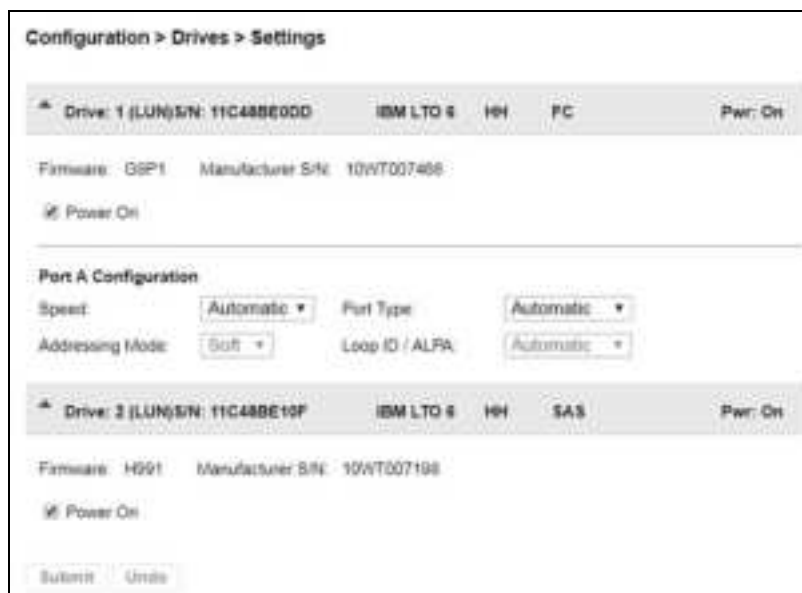 Configuration > Drives > Settings
Drive: 1 (LUN)S/N: 11C48BE0DD IBM LTO 6 HH FC Pwr: On
Firmware: G9P1 Manufacturer S/N: 10WT007466
Power On
Port A Configuration
Speed: Automatic Port Type: Automatic
Addressing Mode: Soft Loop ID / ALPA: Automatic
Drive: 2 (LUN)S/N: 11C48BE10F IBM LTO 6 HH SAS Pwr: On
Firmware: H991 Manufacturer S/N: 10WT007198
Power On
Submit Undo